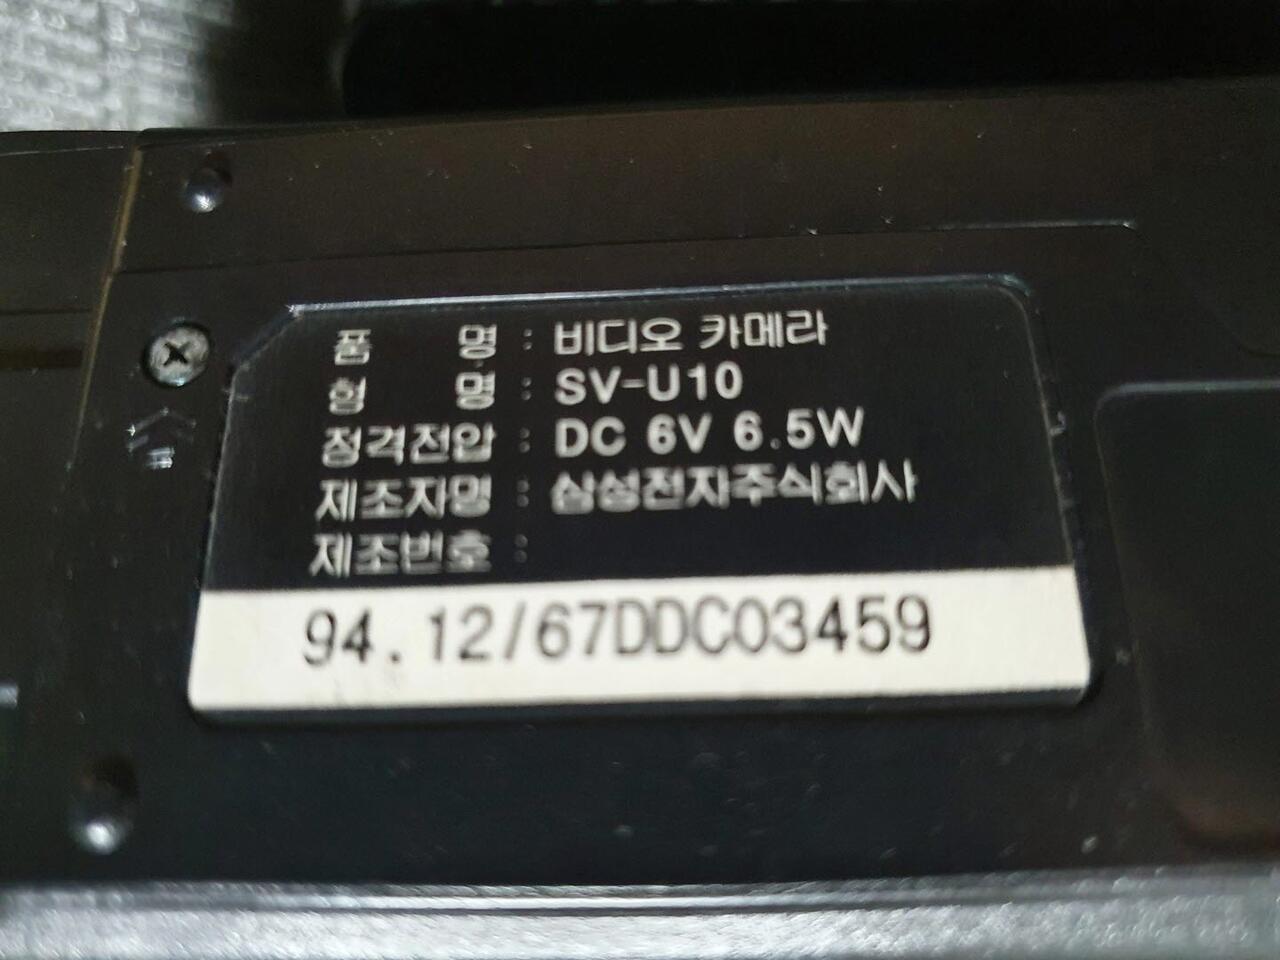 품 명 : 비디오 카메라
형 명 : SV-U10
정격전압 : DC 6V 6.5W
제조자명 : 삼성전자주식회사
제조번호 :
94.12/67DDC03459